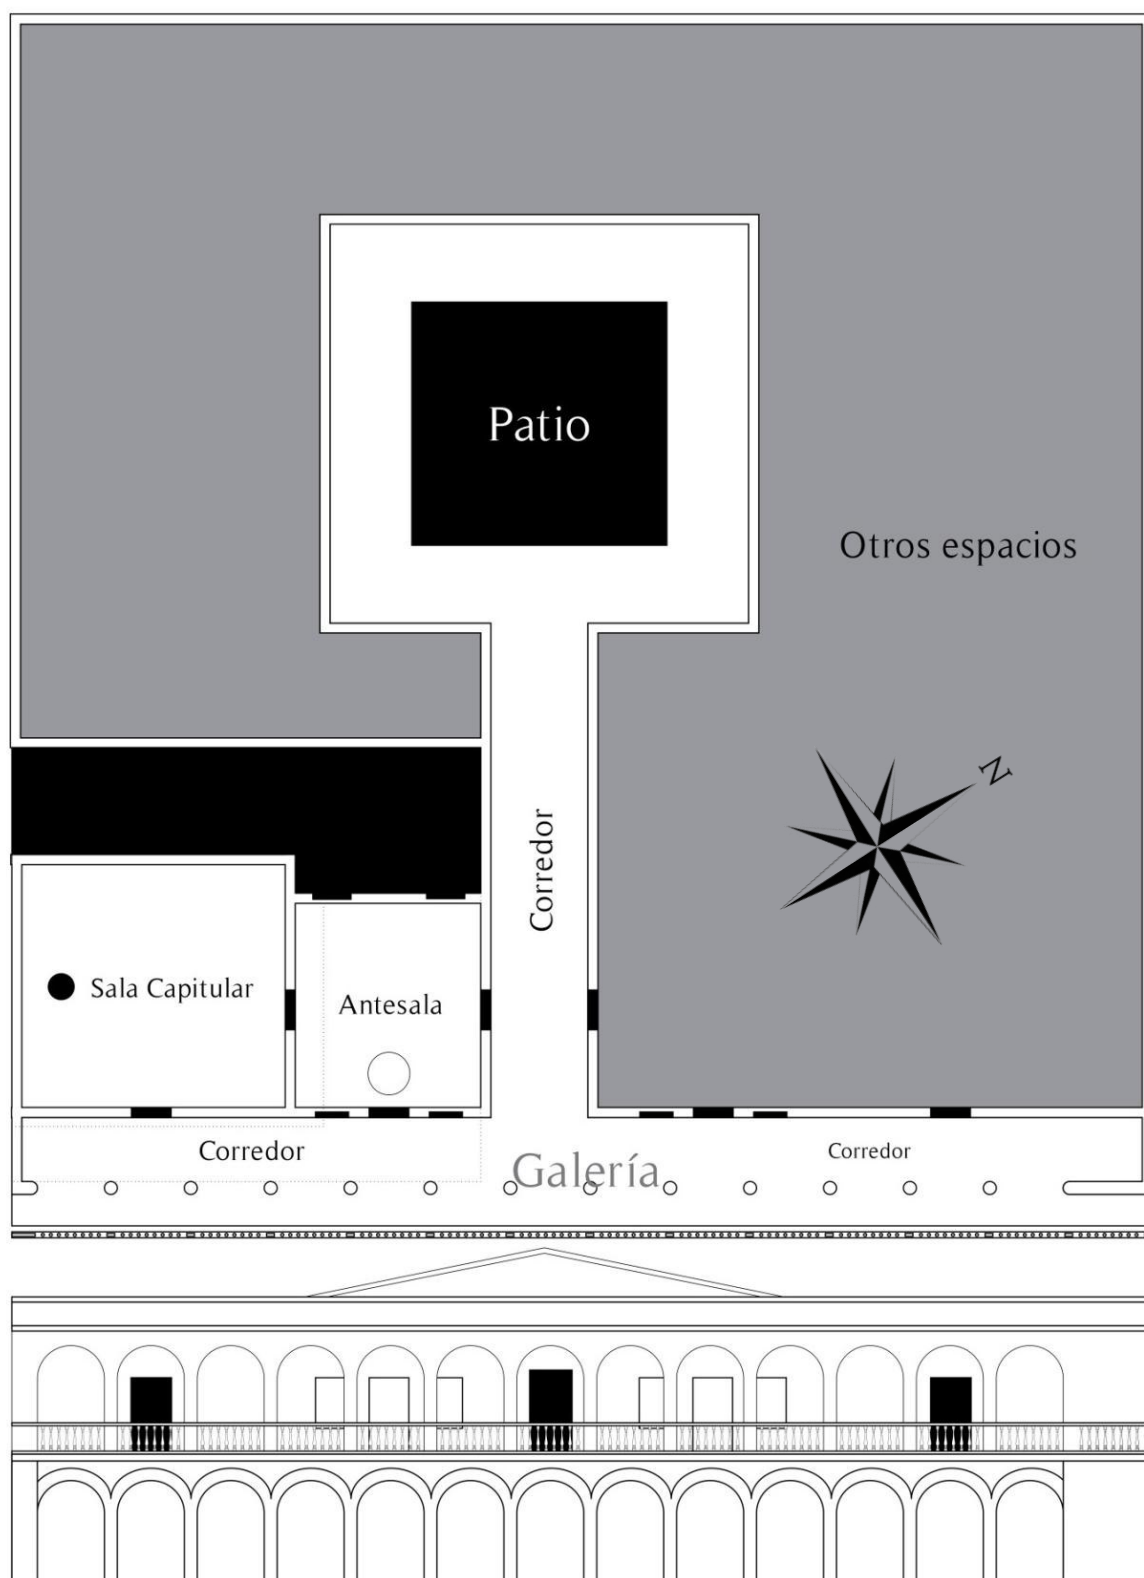 Patio
Otros espacios
N
Corredor
Sala Capitular
Antesala
Corredor
Corredor
Galería